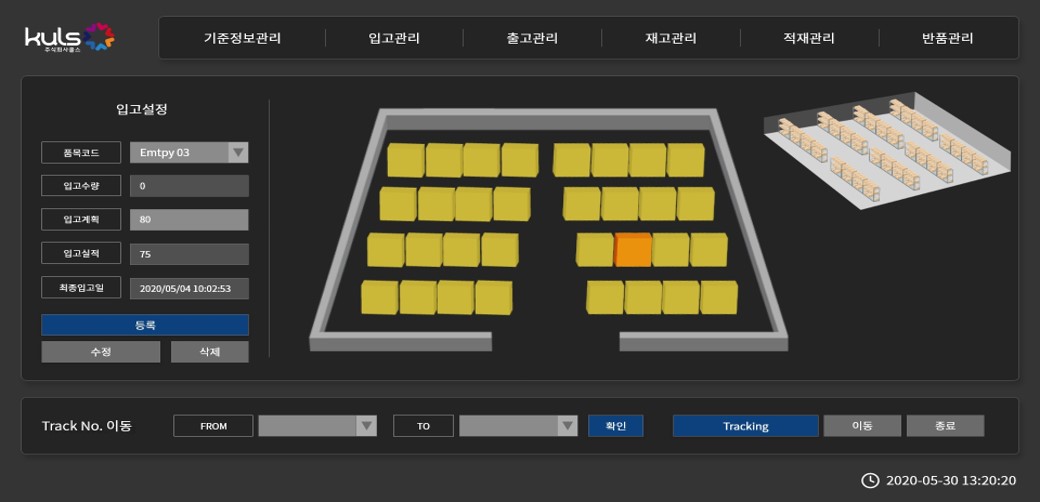 kuls
주식회사쿨스
기준정보관리
입고관리
출고관리
재고관리
적재관리
반품관리
입고설정
품목코드 Emtpy 03
입고수량 0
입고계획 80
입고실적 75
최종입고일 2020/05/04 10:02:53
등록
수정 삭제
Track No. 이동 FROM TO 확인 Tracking 이동 종료
2020-05-30 13:20:20